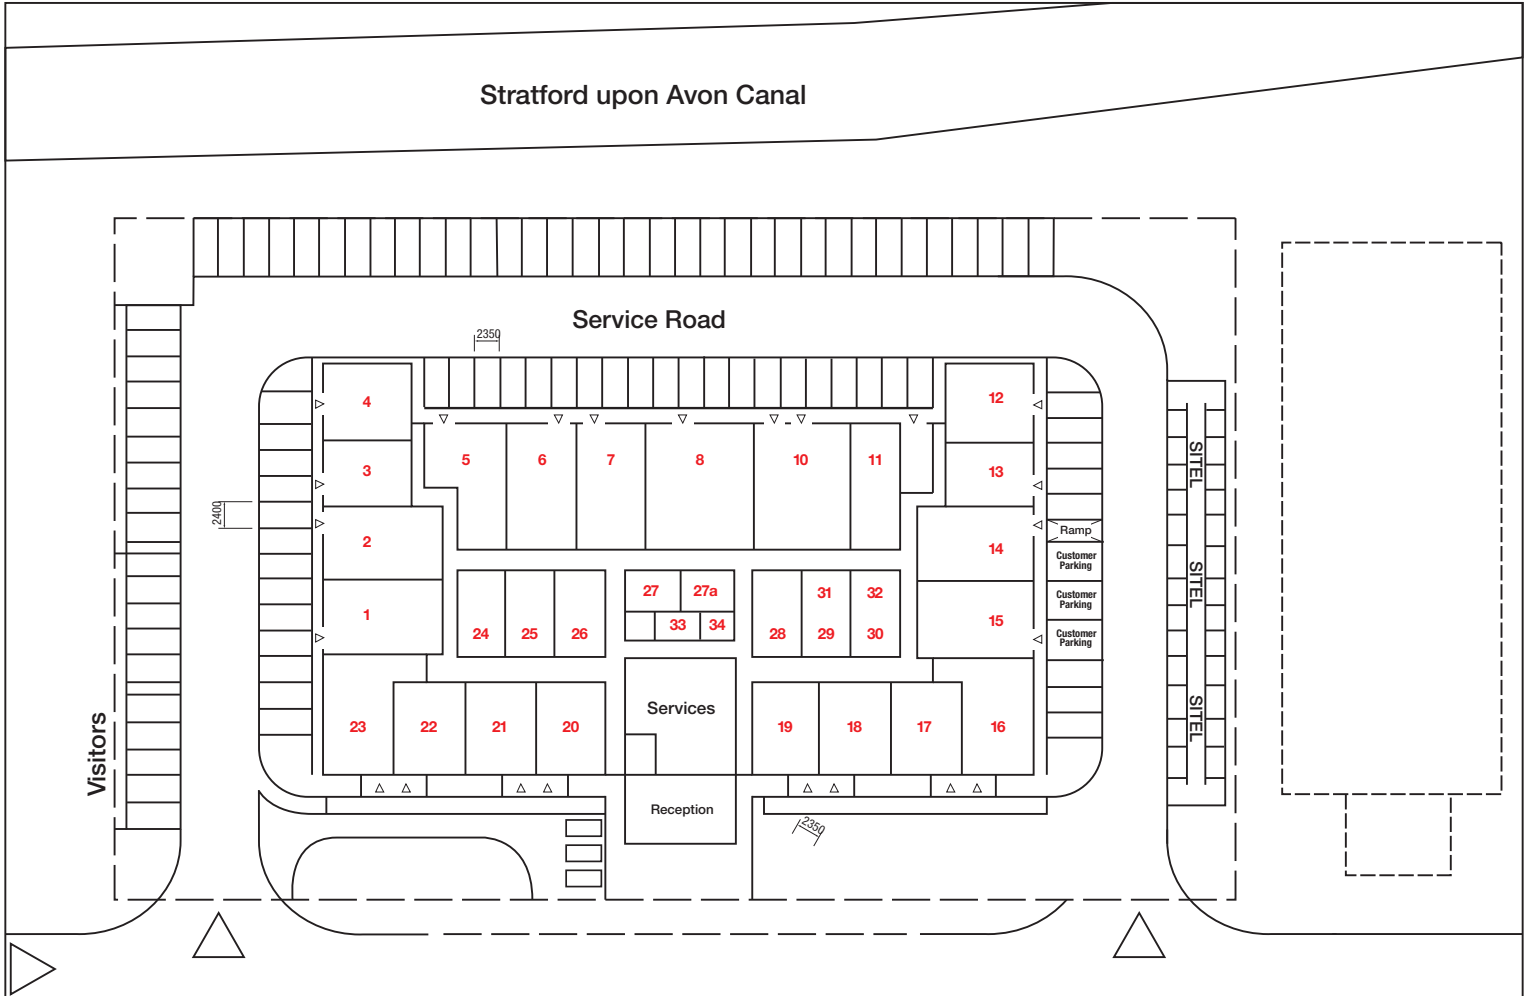 Stratford upon Avon Canal
Service Road
2350
4
12
5
6
7
8
10
11
3
13
SITEL
2400
2
14
Ramp
Customer
Parking
1
15
Customer
Parking
Customer
Parking
SITEL
27
27a
31
32
24
25
26
33
34
28
29
30
Visitors
23
22
21
20
Services
19
18
17
16
SITEL
Reception
2350